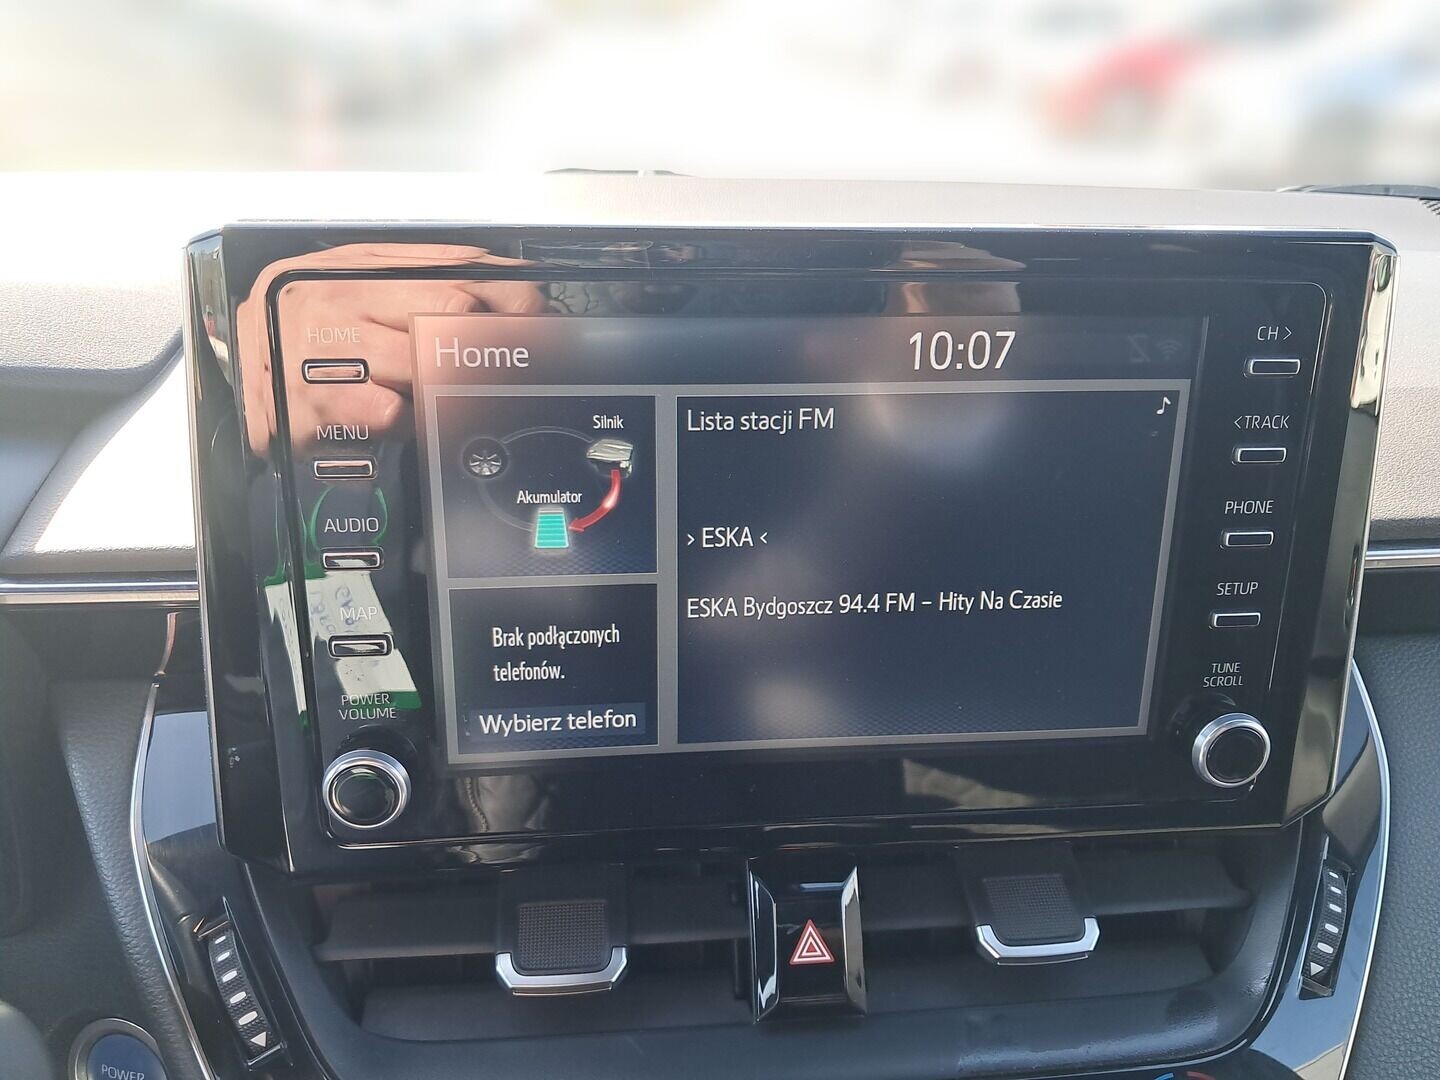 HOME
MENU
AUDIO
MAP
POWER
VOLUME
Home
10:07
Silnik
Akumulator
Brak podłączonych
telefonów.
Wybierz telefon
Lista stacji FM
> ESKA <
ESKA Bydgoszcz 94.4 FM - Hity Na Czasie
CH >
<TRACK
PHONE
SETUP
TUNE
SCROLL
POWER